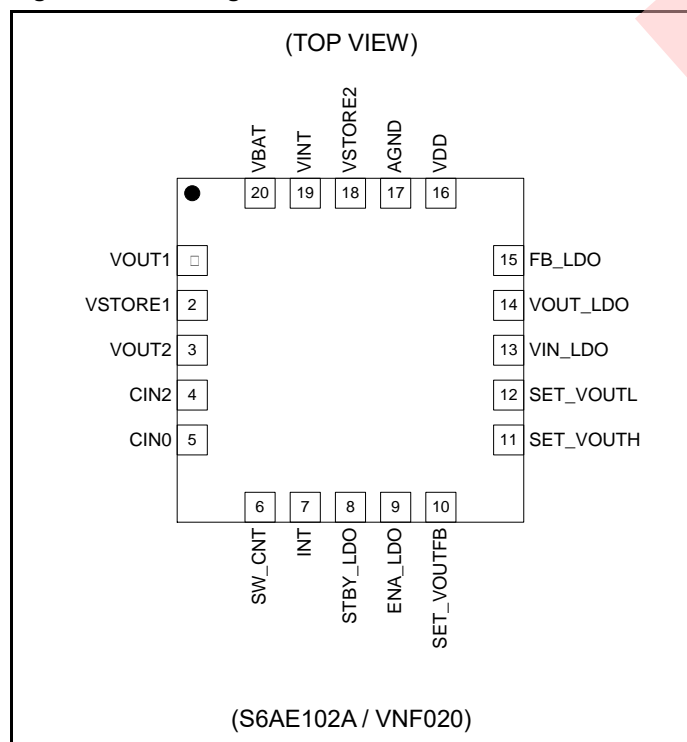 (TOP VIEW)
VBAT VINT VSTORE2 AGND VDD
20 19 18 17 16
VOUT1
15 FB_LDO
VSTORE1 2
14 VOUT_LDO
VOUT2 3
13 VIN_LDO
CIN2 4
12 SET_VOUTL
CIN0 5
11 SET_VOUTH
6 7 8 9 10
SW_CNT INT STBY_LDO ENA_LDO SET_VOUTFB
(S6AE102A / VNF020)